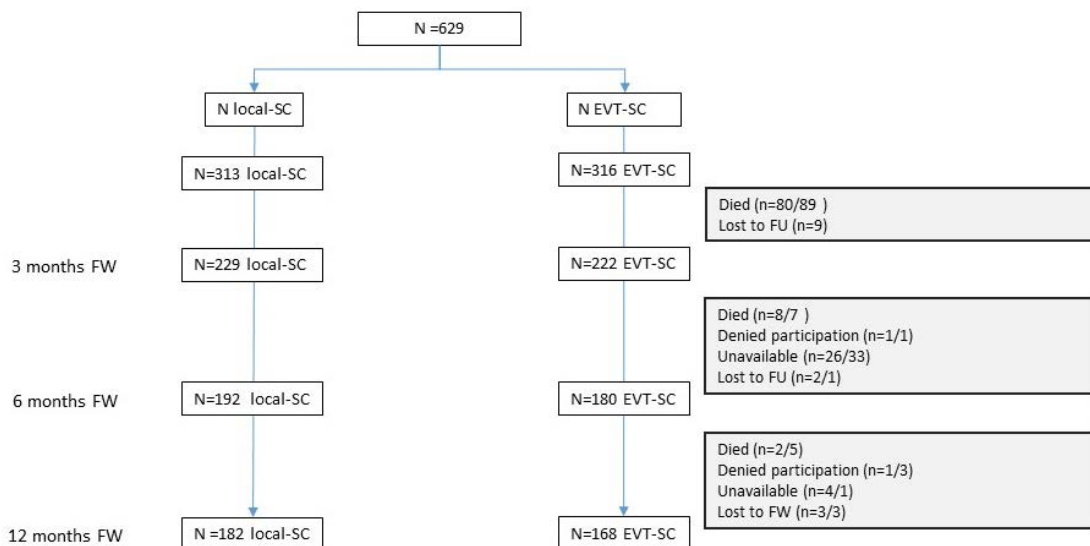 N =629
N local-SC
N EVT-SC
N=313 local-SC
N=316 EVT-SC
Died (n=80/89 )
Lost to FU (n=9)
3 months FW
N=229 local-SC
N=222 EVT-SC
Died (n=8/7 )
Denied participation (n=1/1)
Unavailable (n=26/33)
Lost to FU (n=2/1)
6 months FW
N=192 local-SC
N=180 EVT-SC
Died (n=2/5)
Denied participation (n=1/3)
Unavailable (n=4/1)
Lost to FW (n=3/3)
12 months FW
N =182 local-SC
N=168 EVT-SC